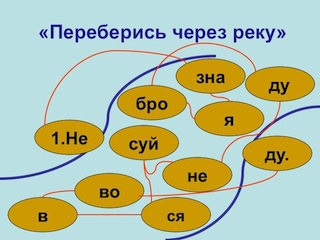 «Переберись через реку»
зна
ду
бро
я
1.Не
суй
ду.
не
во
в
ся